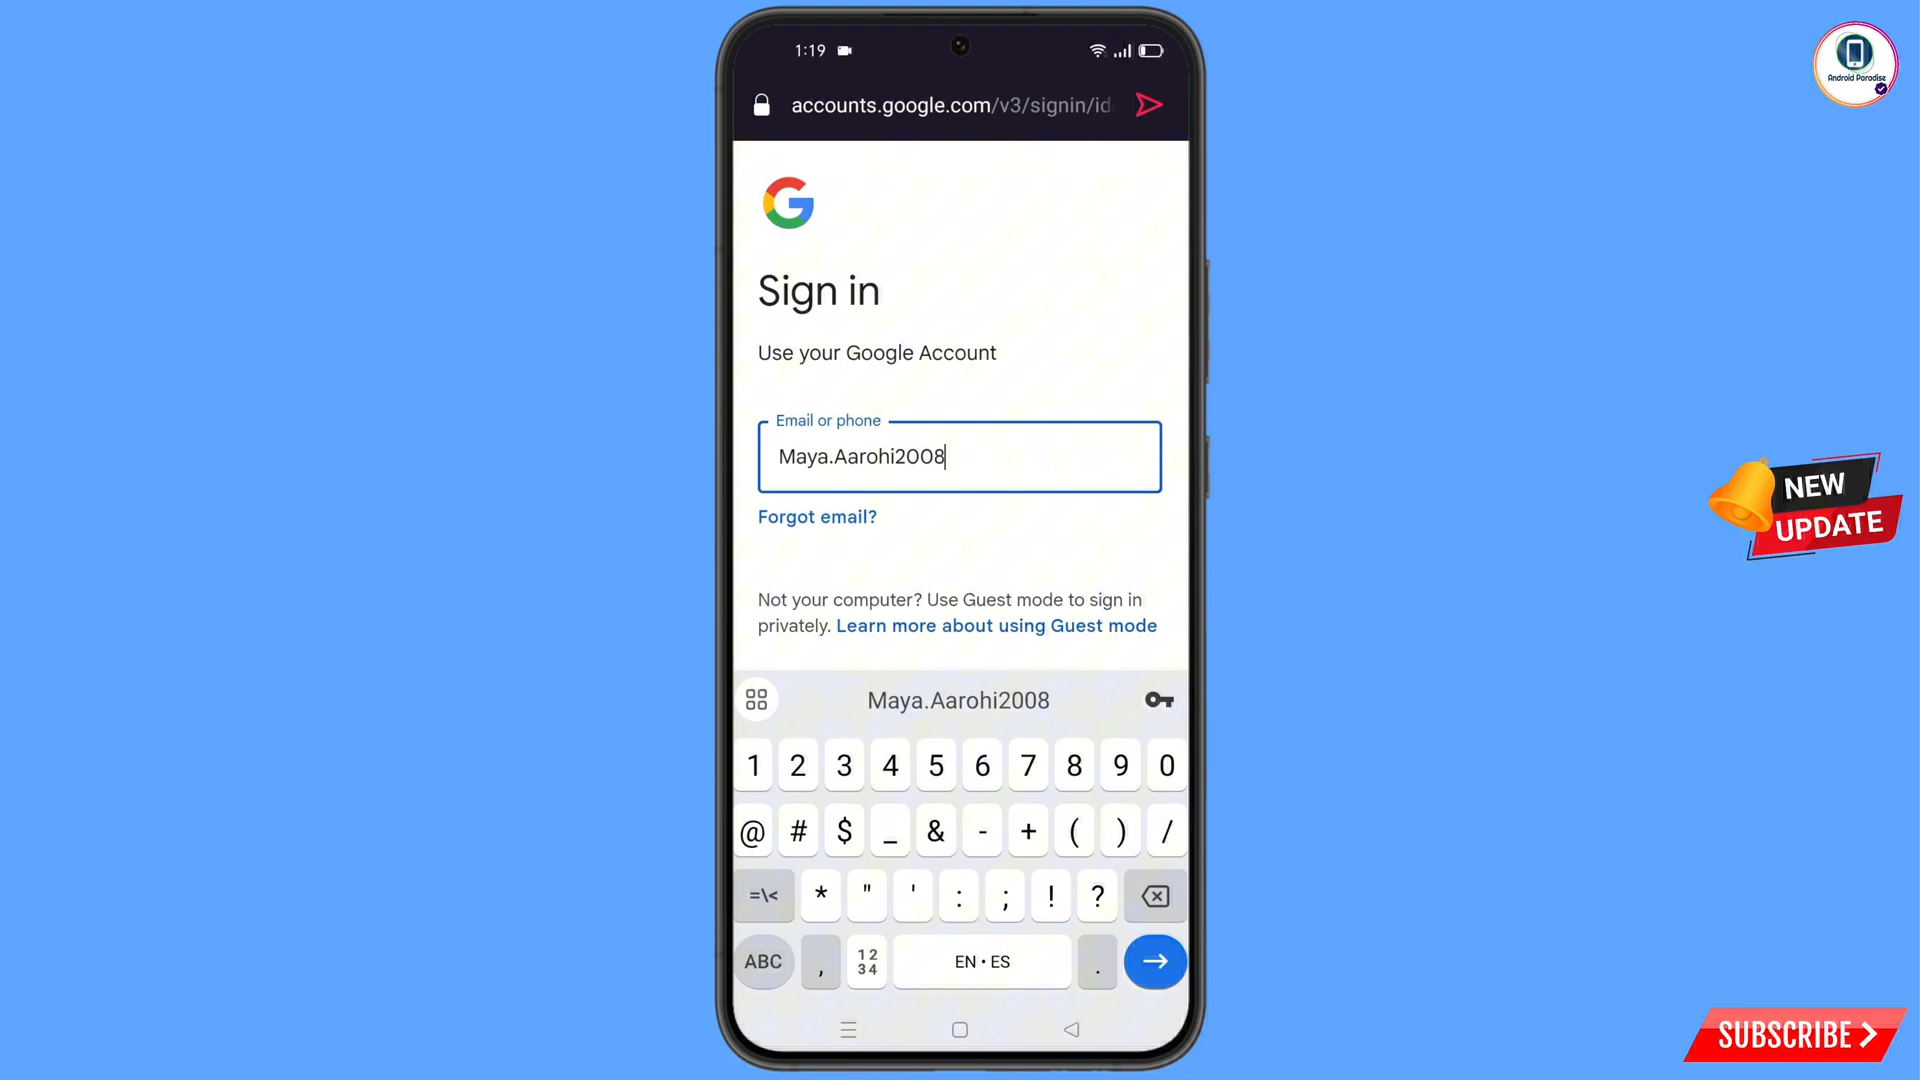 1:19
accounts.google.com/v3/signin/id
Android Paradise
Sign in
Use your Google Account
Email or phone
Maya.Aarohi2008
Forgot email?
NEW
UPDATE
Not your computer? Use Guest mode to sign in
privately. Learn more about using Guest mode
Maya.Aarohi2008
1 2 3 4 5 6 7 8 9 0
@ # $ _ & - + ( ) /
=\< * " ' : ; ! ?
ABC , 12 34 EN • ES .
SUBSCRIBE